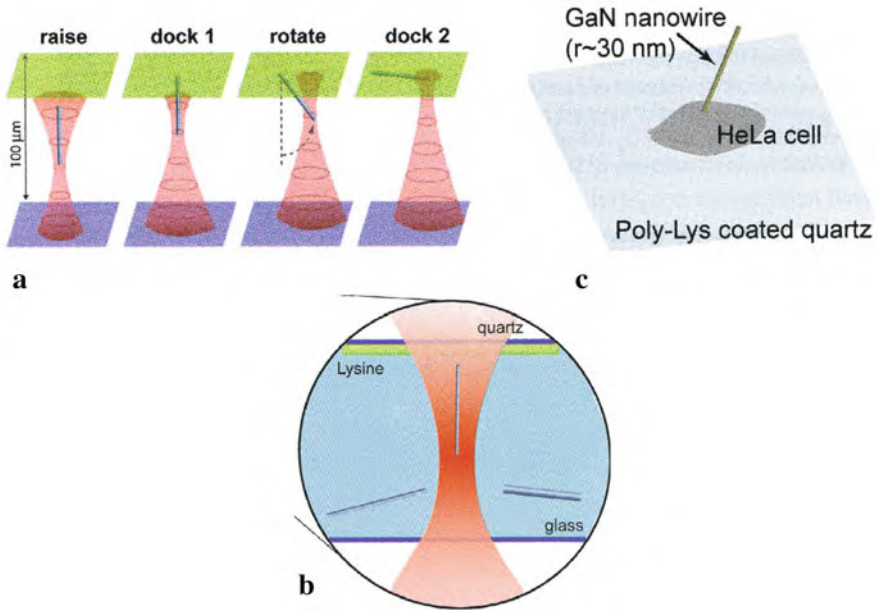 raise
dock 1
rotate
dock 2
100 µm
a
GaN nanowire
(r~30 nm)
HeLa cell
Poly-Lys coated quartz
c
quartz
Lysine
glass
b